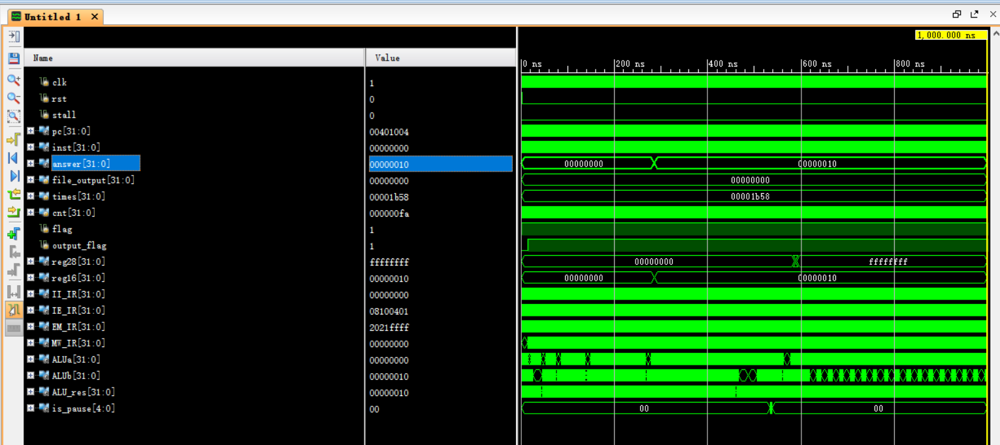 Untitled 1
1,000.000 ns
Name Value
0 ns 200 ns 400 ns 600 ns 800 ns
clk 1
rst 0
stall 0
pc[31:0] 00401004
inst[31:0] 00000000
answer[31:0] 00000010 00000000 00000010
file_output[31:0] 00000000 00000000
times[31:0] 00001b58 00001b58
cnt[31:0] 000000fa
flag 1
output_flag 1
reg28[31:0] ffffffff 00000000 ffffffff
reg16[31:0] 00000010 00000000 00000010
II_IR[31:0] 00000000
IE_IR[31:0] 08100401
EM_IR[31:0] 2021ffff
MW_IR[31:0] 00000000
ALUa[31:0] 00000000
ALUb[31:0] 00000010
ALU_res[31:0] 00000010
is_pause[4:0] 00 00 00